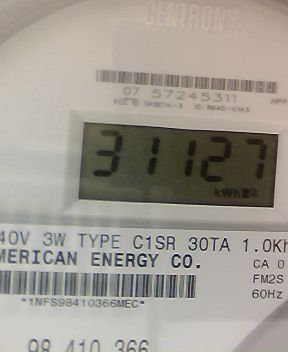 CENTRON®
07 57245311
31127
kWh
40V 3W TYPE C1SR 30TA 1.0Kh
MERICAN ENERGY CO.
CA 0
*1NFS98410366MEC*
FM2S
60Hz
98 410 366